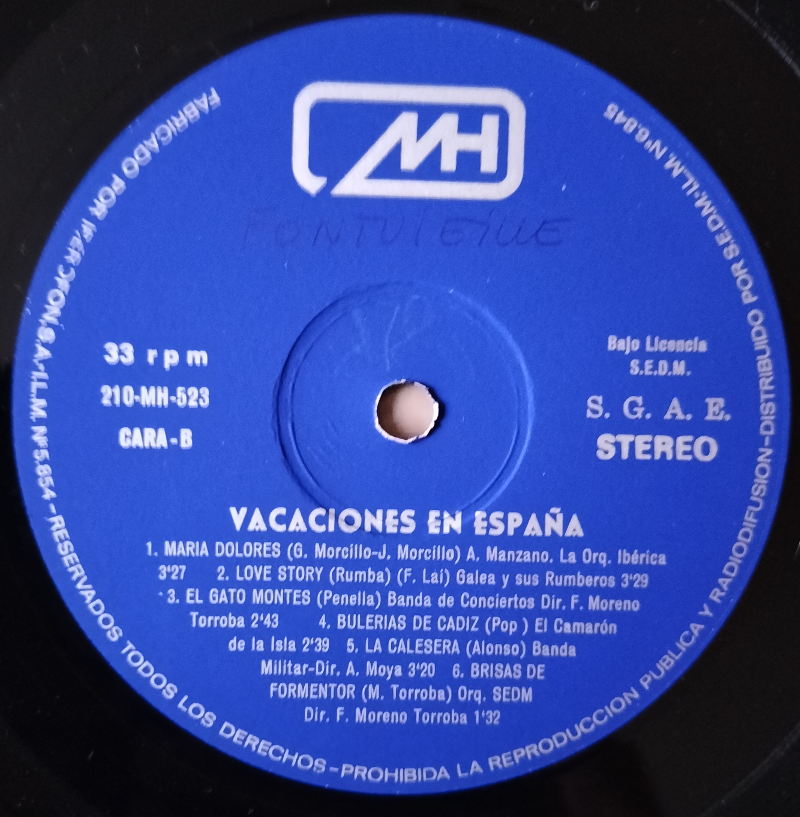 MH
33 rpm
210-MH-523
CARA-B
Bajo Licencia
S.E.D.M.
S. G. A. E.
STEREO
VACACIONES EN ESPAÑA
1. MARIA DOLORES (G. Morcillo-J. Morcillo) A. Manzano. La Orq. Ibérica
3'27 2. LOVE STORY (Rumba) (F. Laí) Galea y sus Rumberos 3'29
3. EL GATO MONTES (Penella) Banda de Conciertos Dir. F. Moreno
Torroba 2'43 4. BULERIAS DE CADIZ (Pop ) El Camarón
de la Isla 2'39 5. LA CALESERA (Alonso) Banda
Militar-Dir. A. Moya 3'20 6. BRISAS DE
FORMENTOR (M. Torroba) Orq. SEDM
Dir. F. Moreno Torroba 1'32
FABRICADO POR S.A.-I.L.M. Nº5.854-RESERVADOS TODOS LOS DERECHOS-PROHIBIDA LA REPRODUCCION PUBLICA Y RADIODIFUSION-DISTRIBUIDO POR S.E.D.M.-I.L.M. Nº6.845